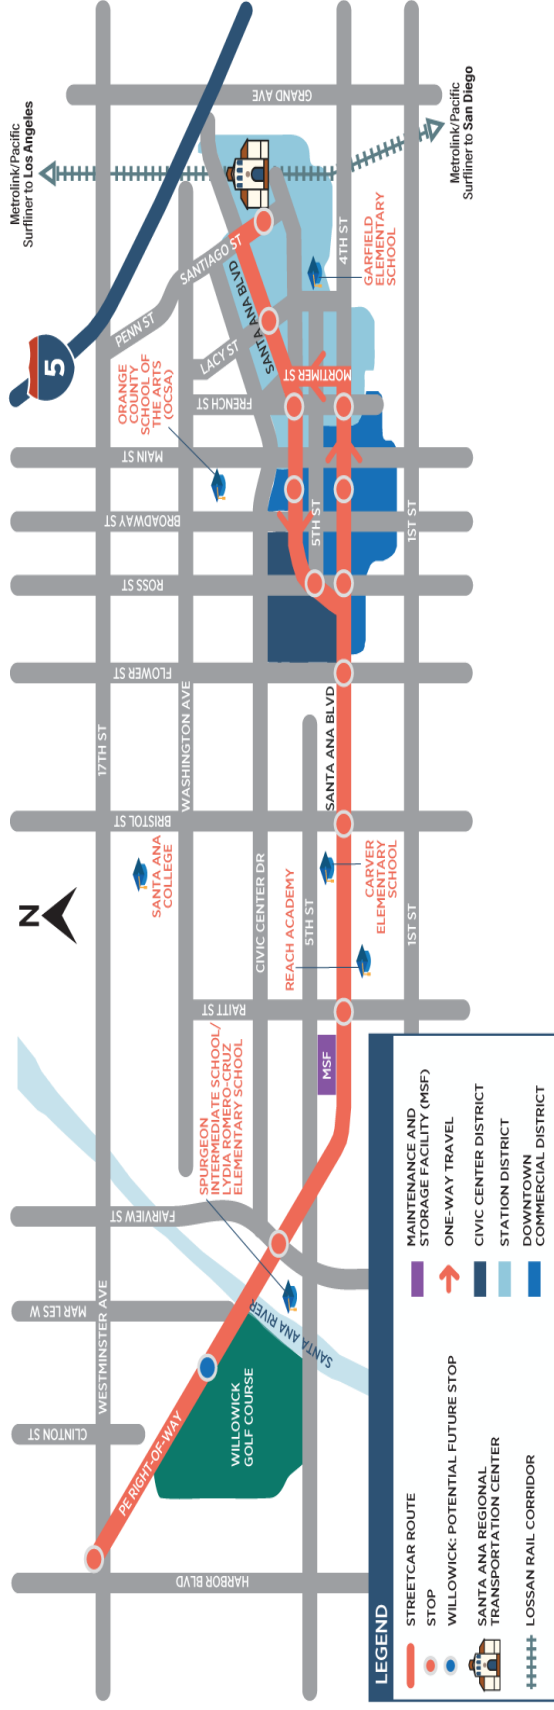 Metrolink/Pacific
Surfliner to Los Angeles
Metrolink/Pacific
Surfliner to San Diego
5
N
GRAND AVE
SANTIAGO ST
PENN ST
SANTA ANA BLVD
LACY ST
4TH ST
GARFIELD
ELEMENTARY
SCHOOL
MORTIMER ST
FRENCH ST
ORANGE
COUNTY
SCHOOL OF
THE ARTS
(OCSA)
MAIN ST
BROADWAY ST
5TH ST
1ST ST
ROSS ST
FLOWER ST
17TH ST
WASHINGTON AVE
SANTA ANA BLVD
BRISTOL ST
SANTA ANA
COLLEGE
CIVIC CENTER DR
5TH ST
REACH ACADEMY
CARVER
ELEMENTARY
SCHOOL
1ST ST
RAITT ST
MSF
SPURGEON
INTERMEDIATE SCHOOL/
LYDIA ROMERO-CRUZ
ELEMENTARY SCHOOL
FAIRVIEW ST
WESTMINSTER AVE
MAR LES W
SANTA ANA RIVER
CLINTON ST
PE RIGHT-OF-WAY
WILLOWICK
GOLF COURSE
HARBOR BLVD
LEGEND
STREETCAR ROUTE
STOP
WILLOWICK: POTENTIAL FUTURE STOP
SANTA ANA REGIONAL
TRANSPORTATION CENTER
LOSSAN RAIL CORRIDOR
MAINTENANCE AND
STORAGE FACILITY (MSF)
ONE-WAY TRAVEL
CIVIC CENTER DISTRICT
STATION DISTRICT
DOWNTOWN
COMMERCIAL DISTRICT